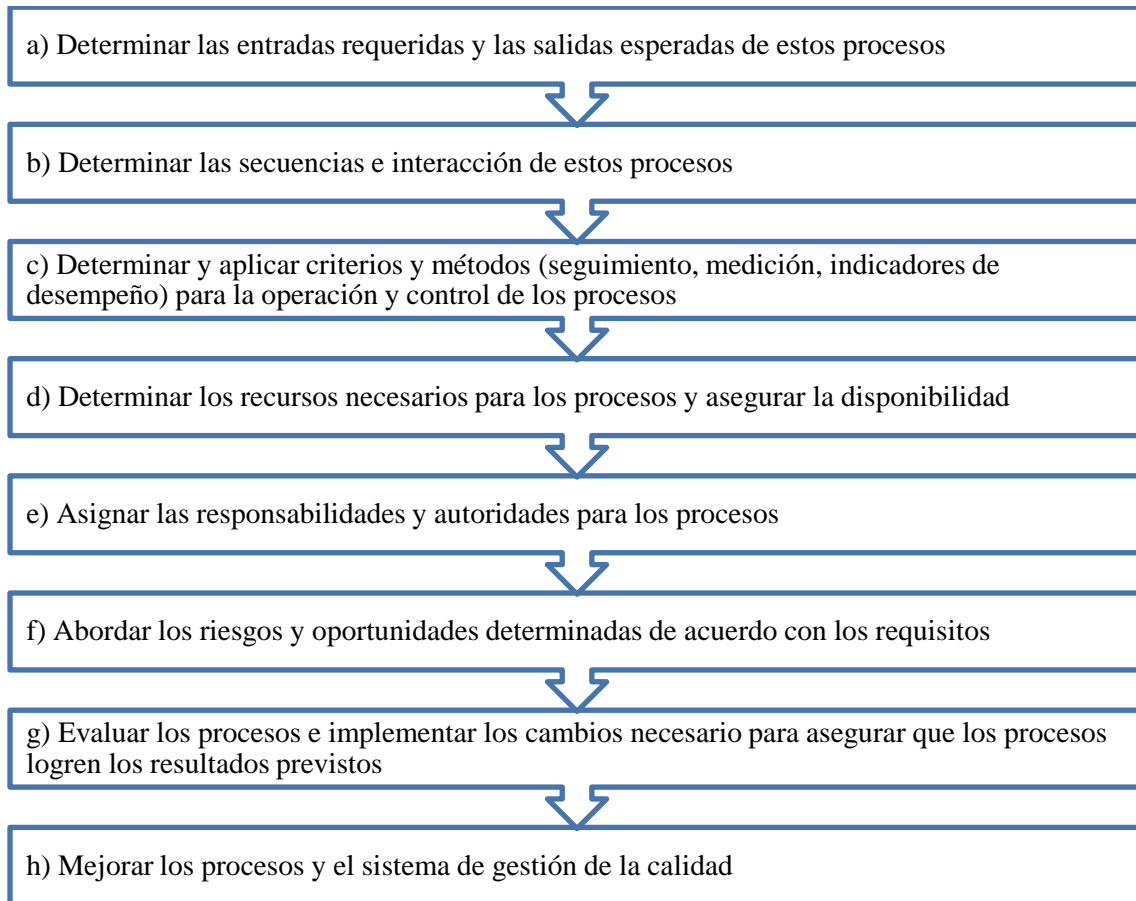 a) Determinar las entradas requeridas y las salidas esperadas de estos procesos
b) Determinar las secuencias e interacción de estos procesos
c) Determinar y aplicar criterios y métodos (seguimiento, medición, indicadores de
desempeño) para la operación y control de los procesos
d) Determinar los recursos necesarios para los procesos y asegurar la disponibilidad
e) Asignar las responsabilidades y autoridades para los procesos
f) Abordar los riesgos y oportunidades determinadas de acuerdo con los requisitos
g) Evaluar los procesos e implementar los cambios necesario para asegurar que los procesos
logren los resultados previstos
h) Mejorar los procesos y el sistema de gestión de la calidad